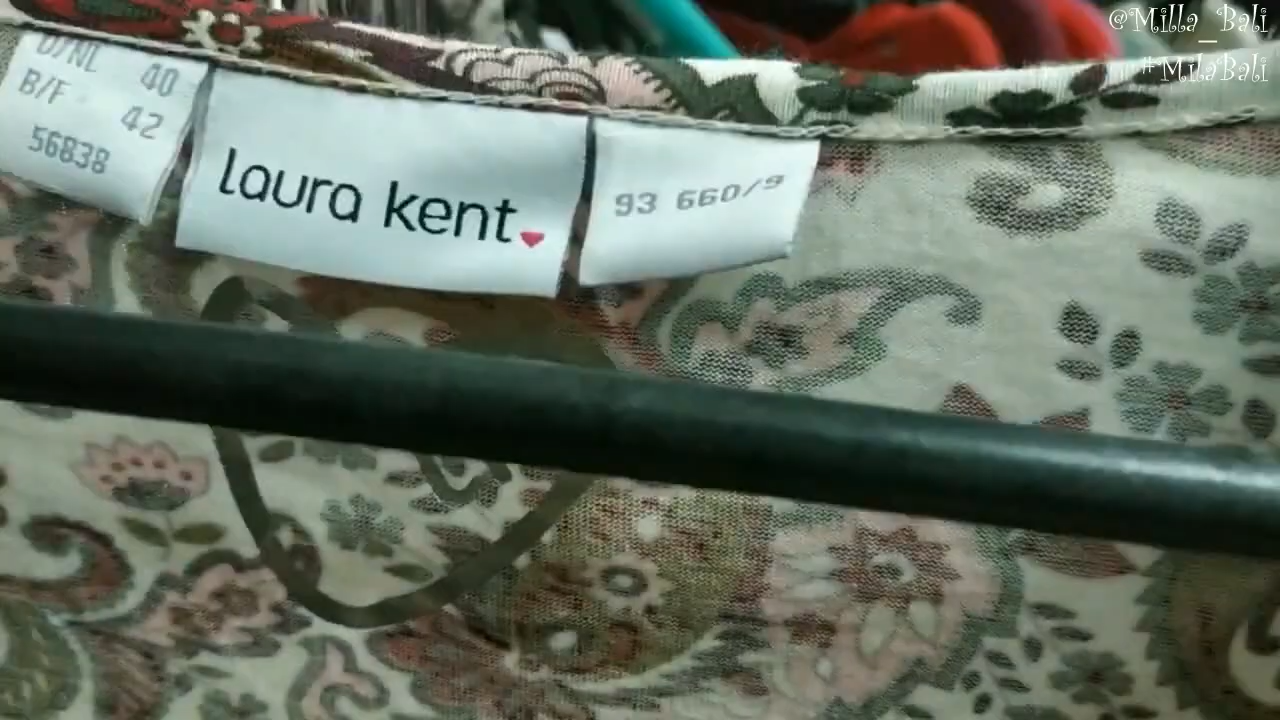 @Milla_Bali
#MilaBali
D/NL 40
B/F 42
56838
laura kent
93 660/9